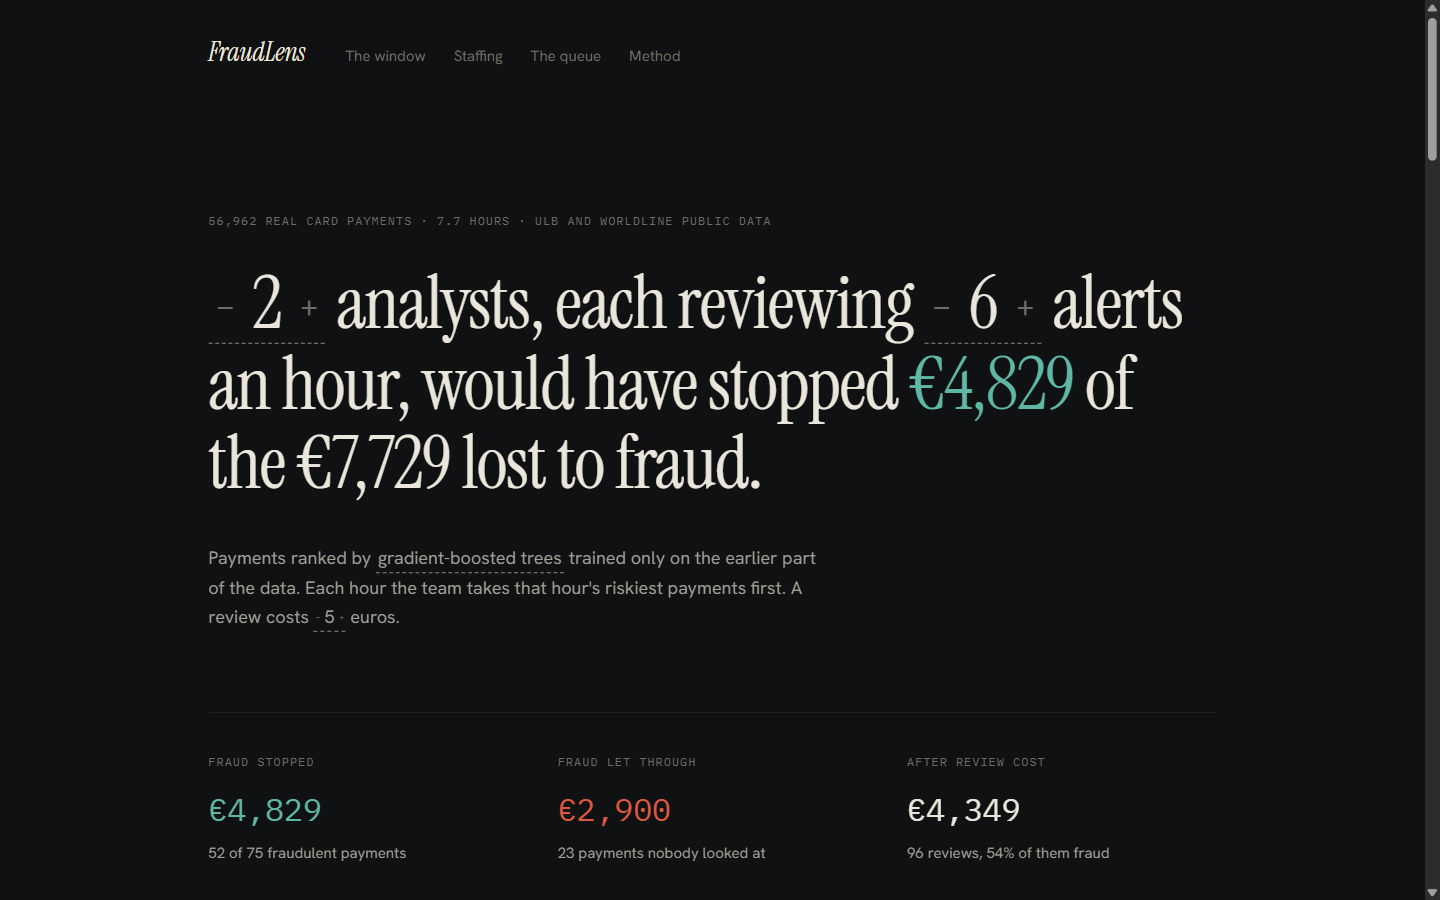 FraudLens The window Staffing The queue Method
56,962 REAL CARD PAYMENTS · 7.7 HOURS · ULB AND WORLDLINE PUBLIC DATA
− 2 + analysts, each reviewing − 6 + alerts
an hour, would have stopped €4,829 of
the €7,729 lost to fraud.
Payments ranked by gradient-boosted trees trained only on the earlier part
of the data. Each hour the team takes that hour's riskiest payments first. A
review costs - 5 + euros.
FRAUD STOPPED FRAUD LET THROUGH AFTER REVIEW COST
€4,829 €2,900 €4,349
52 of 75 fraudulent payments 23 payments nobody looked at 96 reviews, 54% of them fraud